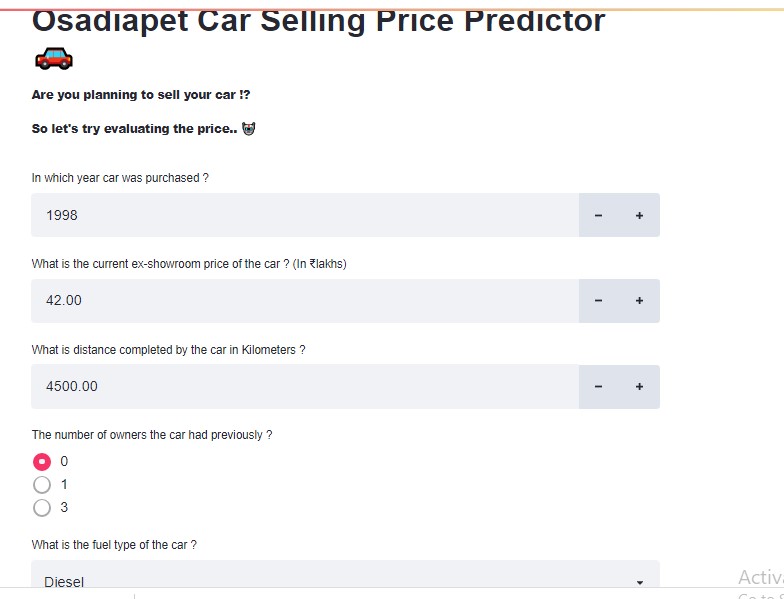 Osadiapet Car Selling Price Predictor
Are you planning to sell your car !?
So let's try evaluating the price..
In which year car was purchased ?
1998
−
+
What is the current ex-showroom price of the car ? (In ₹lakhs)
42.00
−
+
What is distance completed by the car in Kilometers ?
4500.00
−
+
The number of owners the car had previously ?
0
1
3
What is the fuel type of the car ?
Diesel